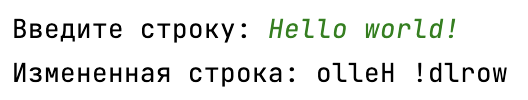 Введите строку: Hello world!
Измененная строка: olleH !dlrow